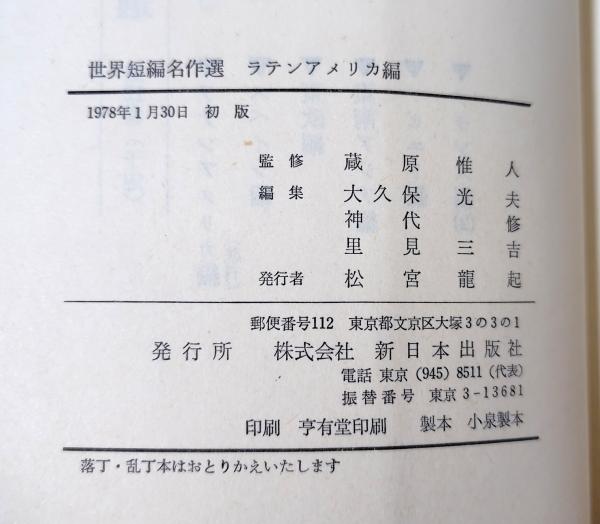 世界短編名作選 ラテンアメリカ編
1978年1月30日 初版
監修 蔵原惟人
編集 大久保光夫
神代修
里見三吉
発行者 松宮龍起
郵便番号112 東京都文京区大塚3の3の1
発行所 株式会社 新日本出版社
電話 東京 (945) 8511 (代表)
振替番号 東京 3-13681
印刷 亨有堂印刷 製本 小泉製本
落丁・乱丁本はおとりかえいたします